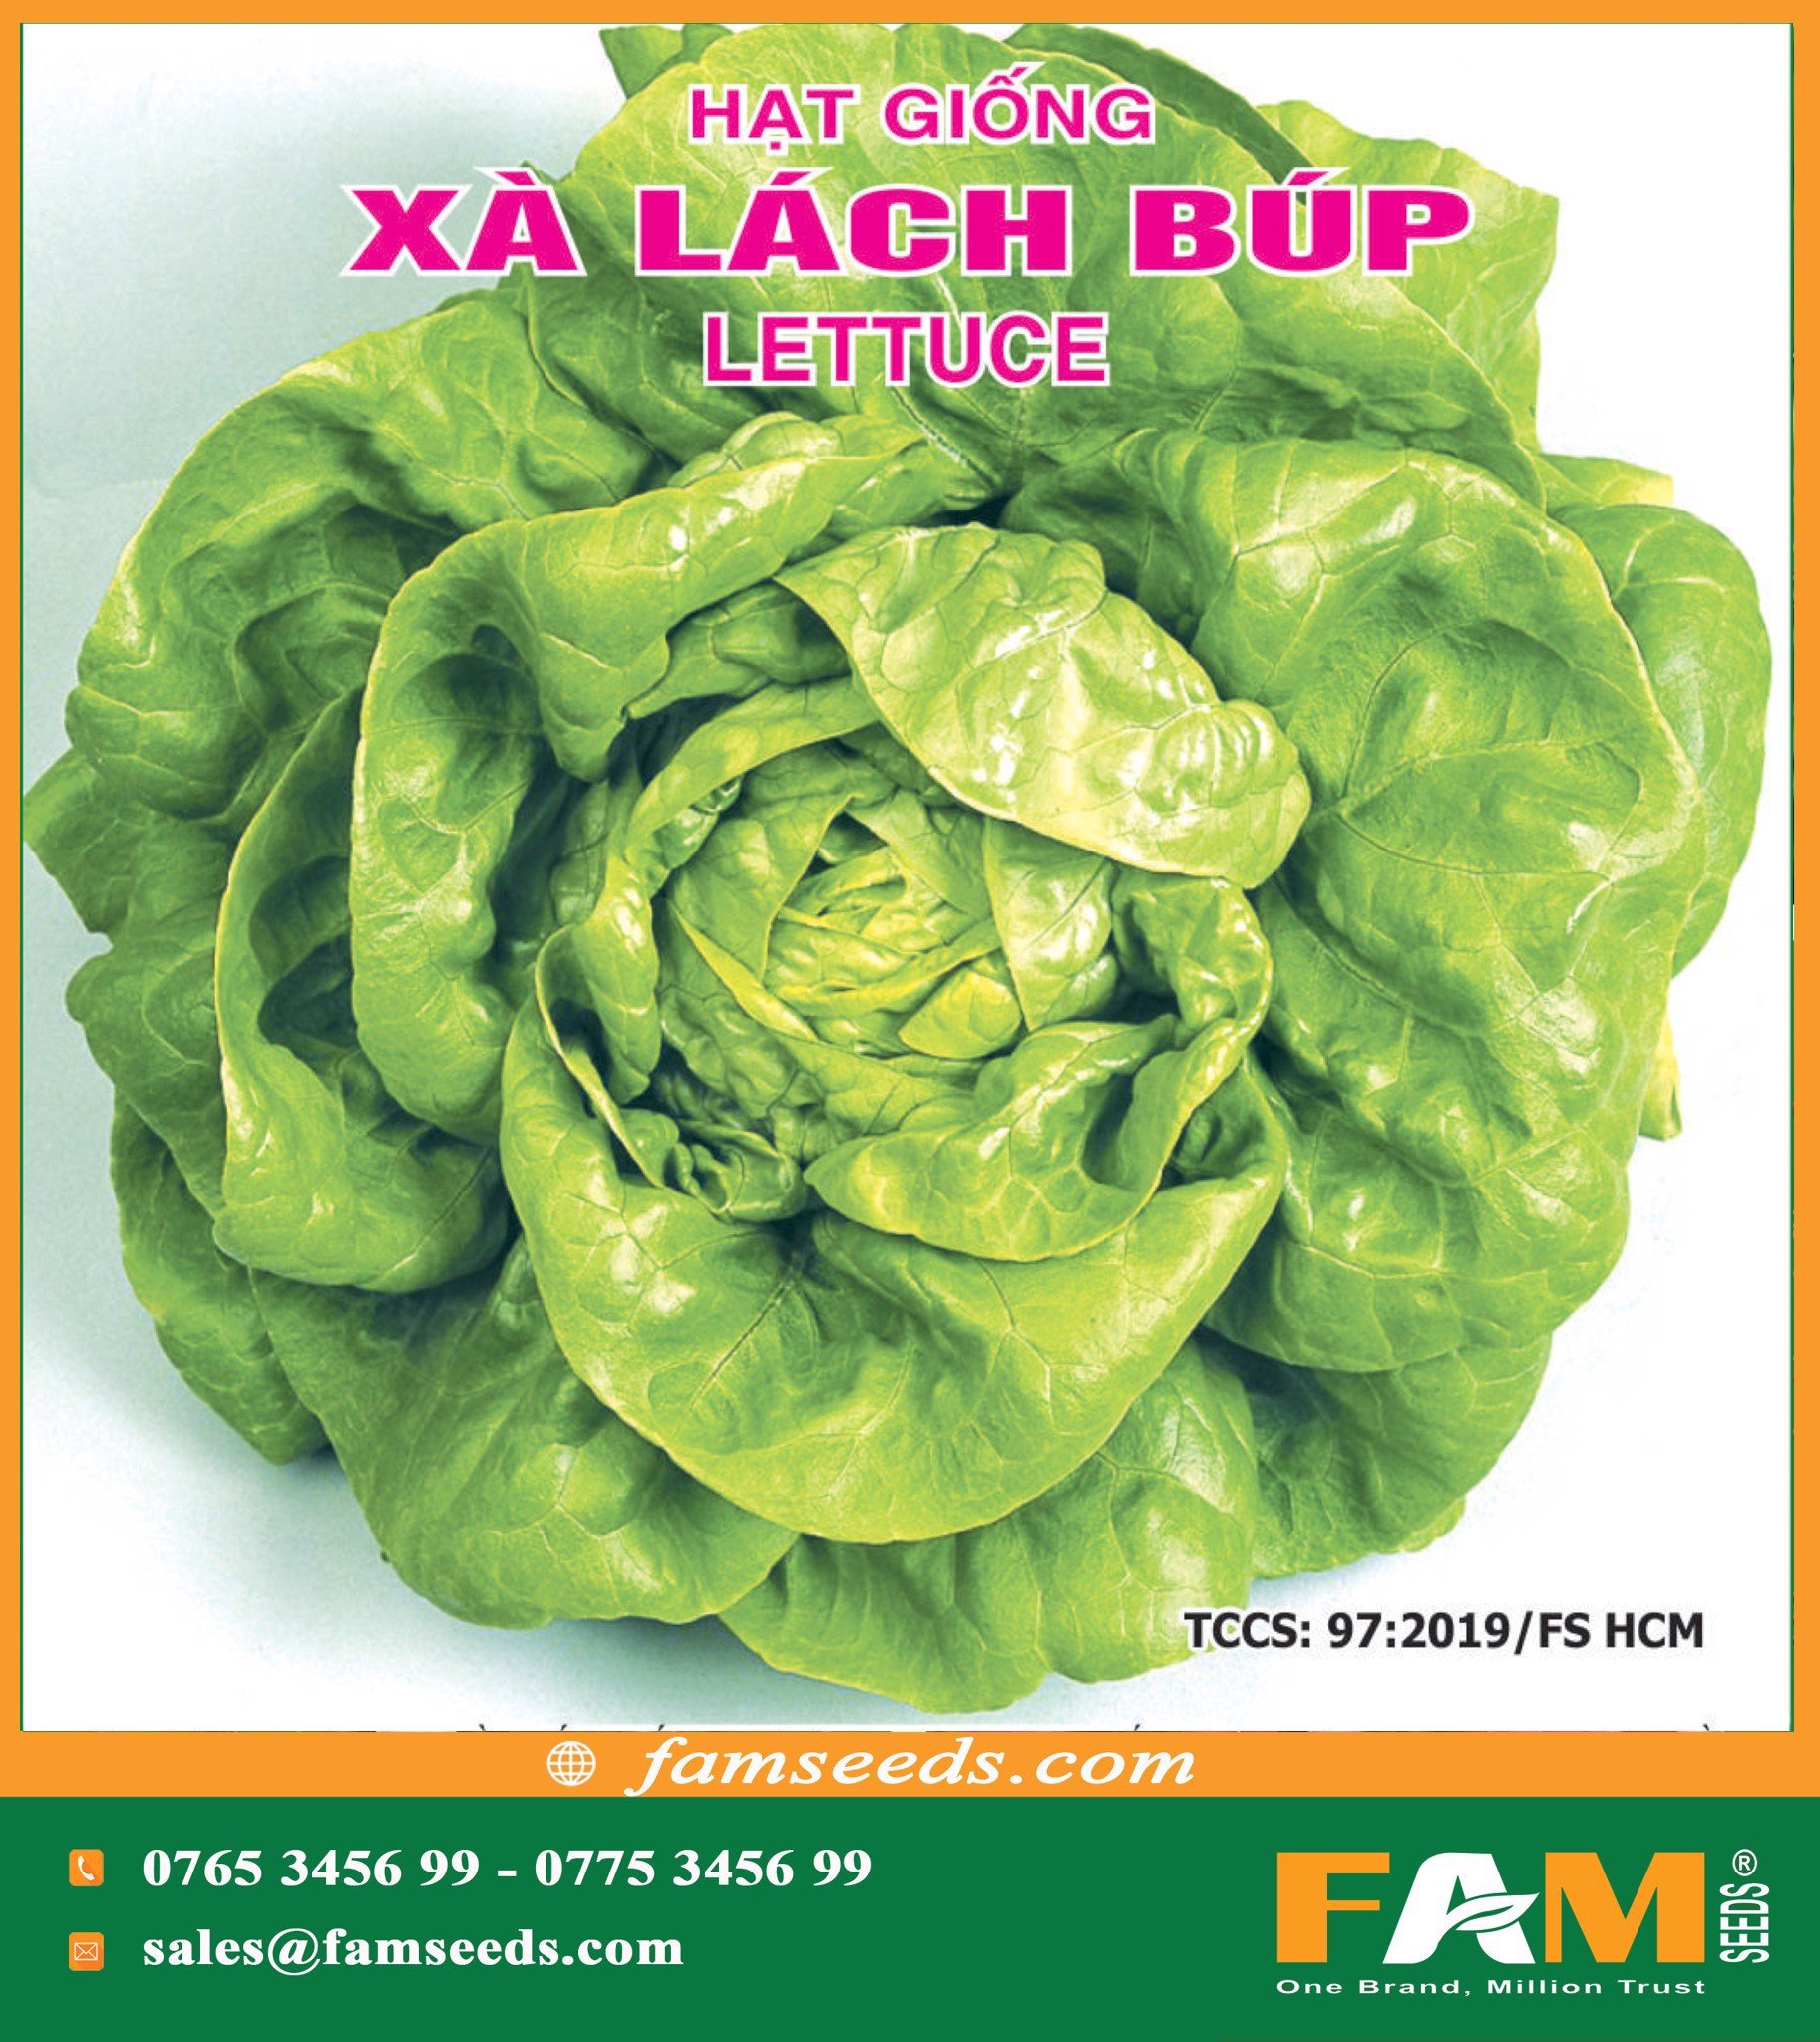 HẠT GIỐNG
XÀ LÁCH BÚP
LETTUCE
TCCS: 97:2019/FS HCM
famseeds.com
0765 3456 99 - 0775 3456 99
sales@famseeds.com
FAM SEEDS®
One Brand, Million Trust